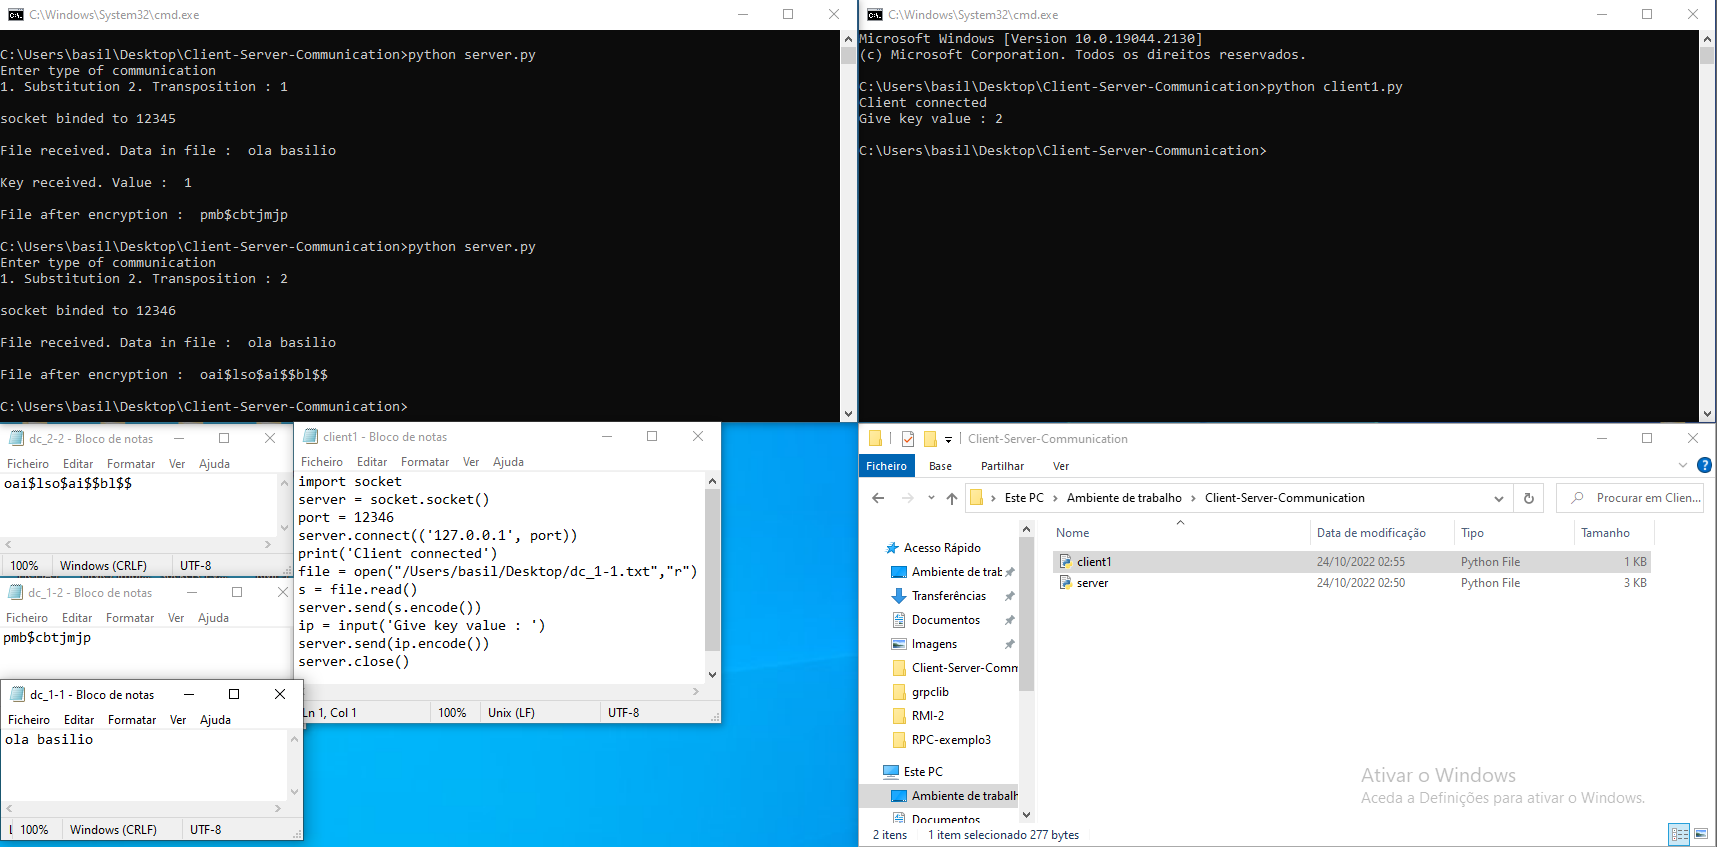 C:\Windows\System32\cmd.exe
C:\Users\basil\Desktop\Client-Server-Communication>python server.py
Enter type of communication
1. Substitution 2. Transposition : 1
socket binded to 12345
File received. Data in file :  ola basilio
Key received. Value :  1
File after encryption :  pmb$cbtjmjp
C:\Users\basil\Desktop\Client-Server-Communication>python server.py
Enter type of communication
1. Substitution 2. Transposition : 2
socket binded to 12346
File received. Data in file :  ola basilio
File after encryption :  oai$lso$ai$$bl$$
C:\Users\basil\Desktop\Client-Server-Communication>
C:\Windows\System32\cmd.exe
Microsoft Windows [Version 10.0.19044.2130]
(c) Microsoft Corporation. Todos os direitos reservados.
C:\Users\basil\Desktop\Client-Server-Communication>python client1.py
Client connected
Give key value : 2
C:\Users\basil\Desktop\Client-Server-Communication>
dc_2-2 - Bloco de notas
Ficheiro Editar Formatar Ver Ajuda
oai$lso$ai$$bl$$
100% Windows (CRLF) UTF-8
dc_1-2 - Bloco de notas
Ficheiro Editar Formatar Ver Ajuda
pmb$cbtjmjp
dc_1-1 - Bloco de notas
Ficheiro Editar Formatar Ver Ajuda
ola basilio
100% Windows (CRLF) UTF-8
client1 - Bloco de notas
Ficheiro Editar Formatar Ver Ajuda
import socket
server = socket.socket()
port = 12346
server.connect(('127.0.0.1', port))
print('Client connected')
file = open("/Users/basil/Desktop/dc_1-1.txt","r")
s = file.read()
server.send(s.encode())
ip = input('Give key value : ')
server.send(ip.encode())
server.close()
Ln 1, Col 1 100% Unix (LF) UTF-8
Client-Server-Communication
Ficheiro Base Partilhar Ver
Este PC Ambiente de trabalho Client-Server-Communication
Procurar em Clien...
Nome Data de modificação Tipo Tamanho
client1 24/10/2022 02:55 Python File 1 KB
server 24/10/2022 02:50 Python File 3 KB
Acesso Rápido
Ambiente de trab
Transferências
Documentos
Imagens
Client-Server-Comm
grpclib
RMI-2
RPC-exemplo3
Este PC
Ambiente de trabalh
Documentos
Ativar o Windows
Aceda a Definições para ativar o Windows.
2 itens 1 item selecionado 277 bytes